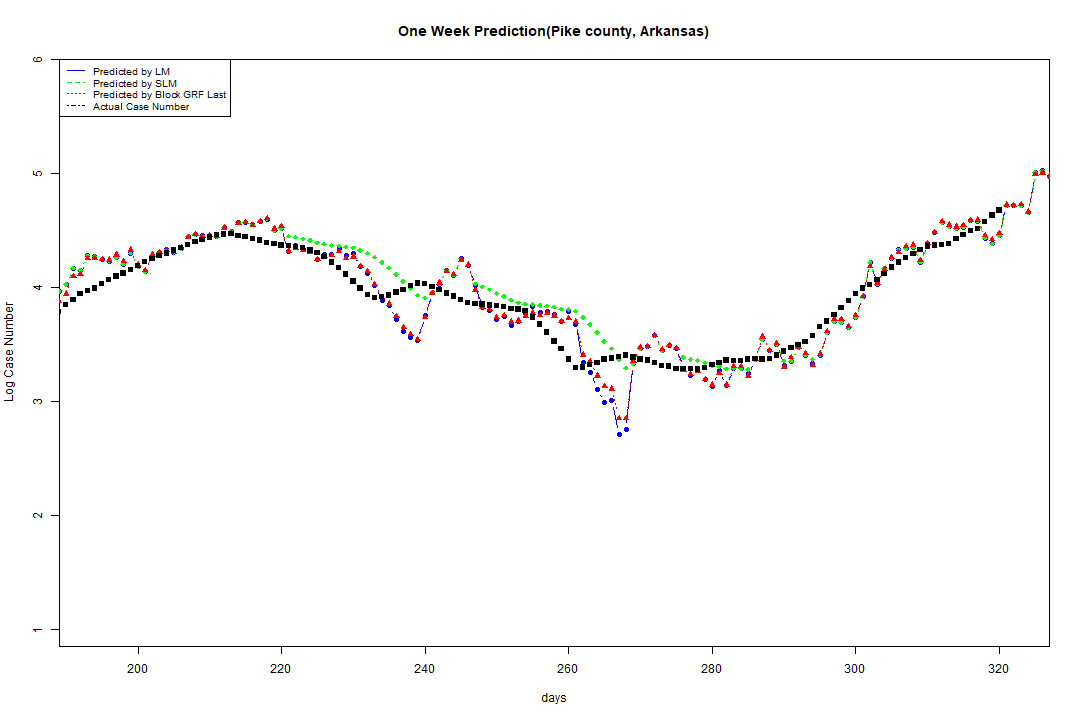 One Week Prediction(Pike county, Arkansas)
Predicted by LM
Predicted by SLM
Predicted by Block GRF Last
Actual Case Number
Log Case Number
6
5
4
3
2
1
200 220 240 260 280 300 320
days